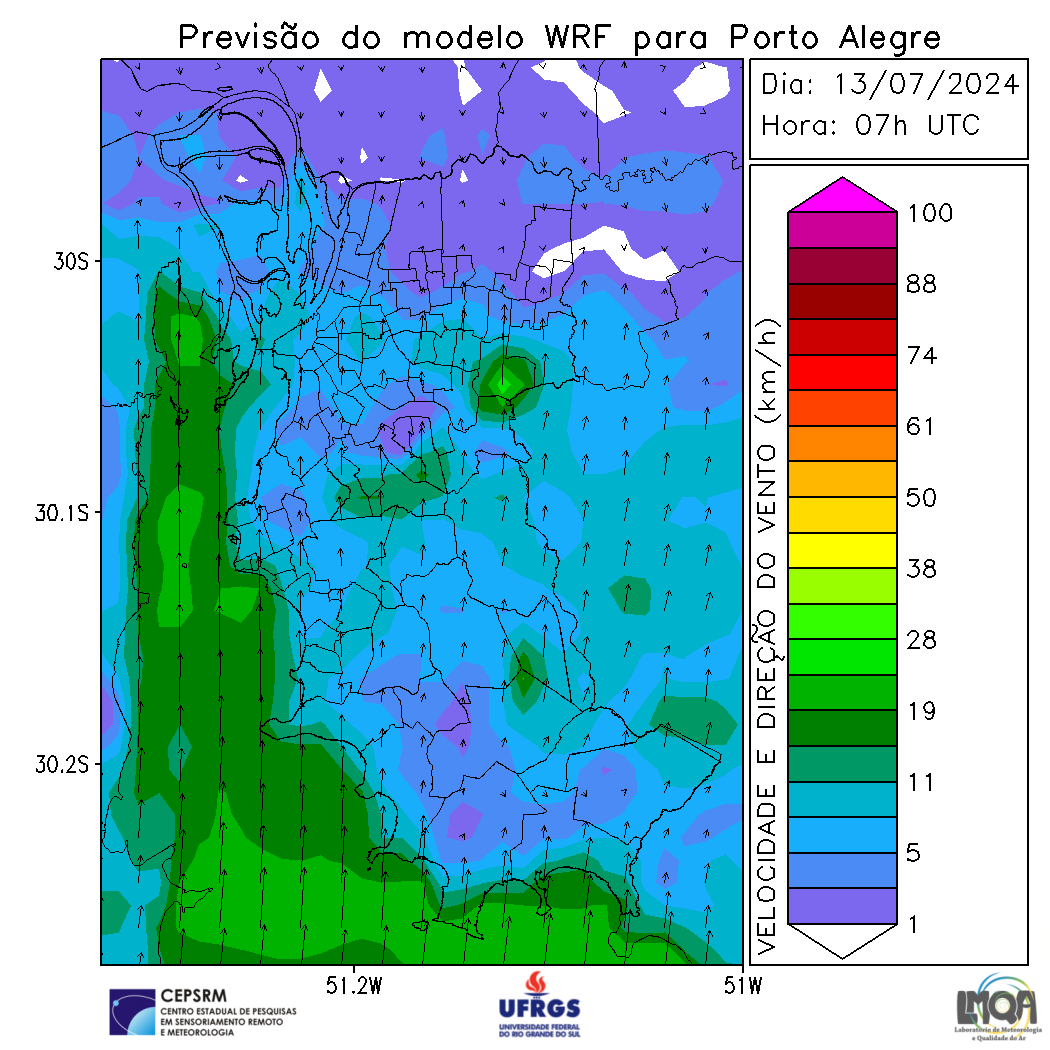 Previsão do modelo WRF para Porto Alegre
Dia: 13/07/2024
Hora: 07h UTC
30S
30.1S
30.2S
51.2W
51W
VELOCIDADE E DIREÇÃO DO VENTO (km/h)
100
88
74
61
50
38
28
19
11
5
1
CEPSRM
CENTRO ESTADUAL DE PESQUISAS
EM SENSORIAMENTO REMOTO
E METEOROLOGIA
UFRGS
UNIVERSIDADE FEDERAL
DO RIO GRANDE DO SUL
LMQA
Laboratório de Meteorologia
e Qualidade do Ar